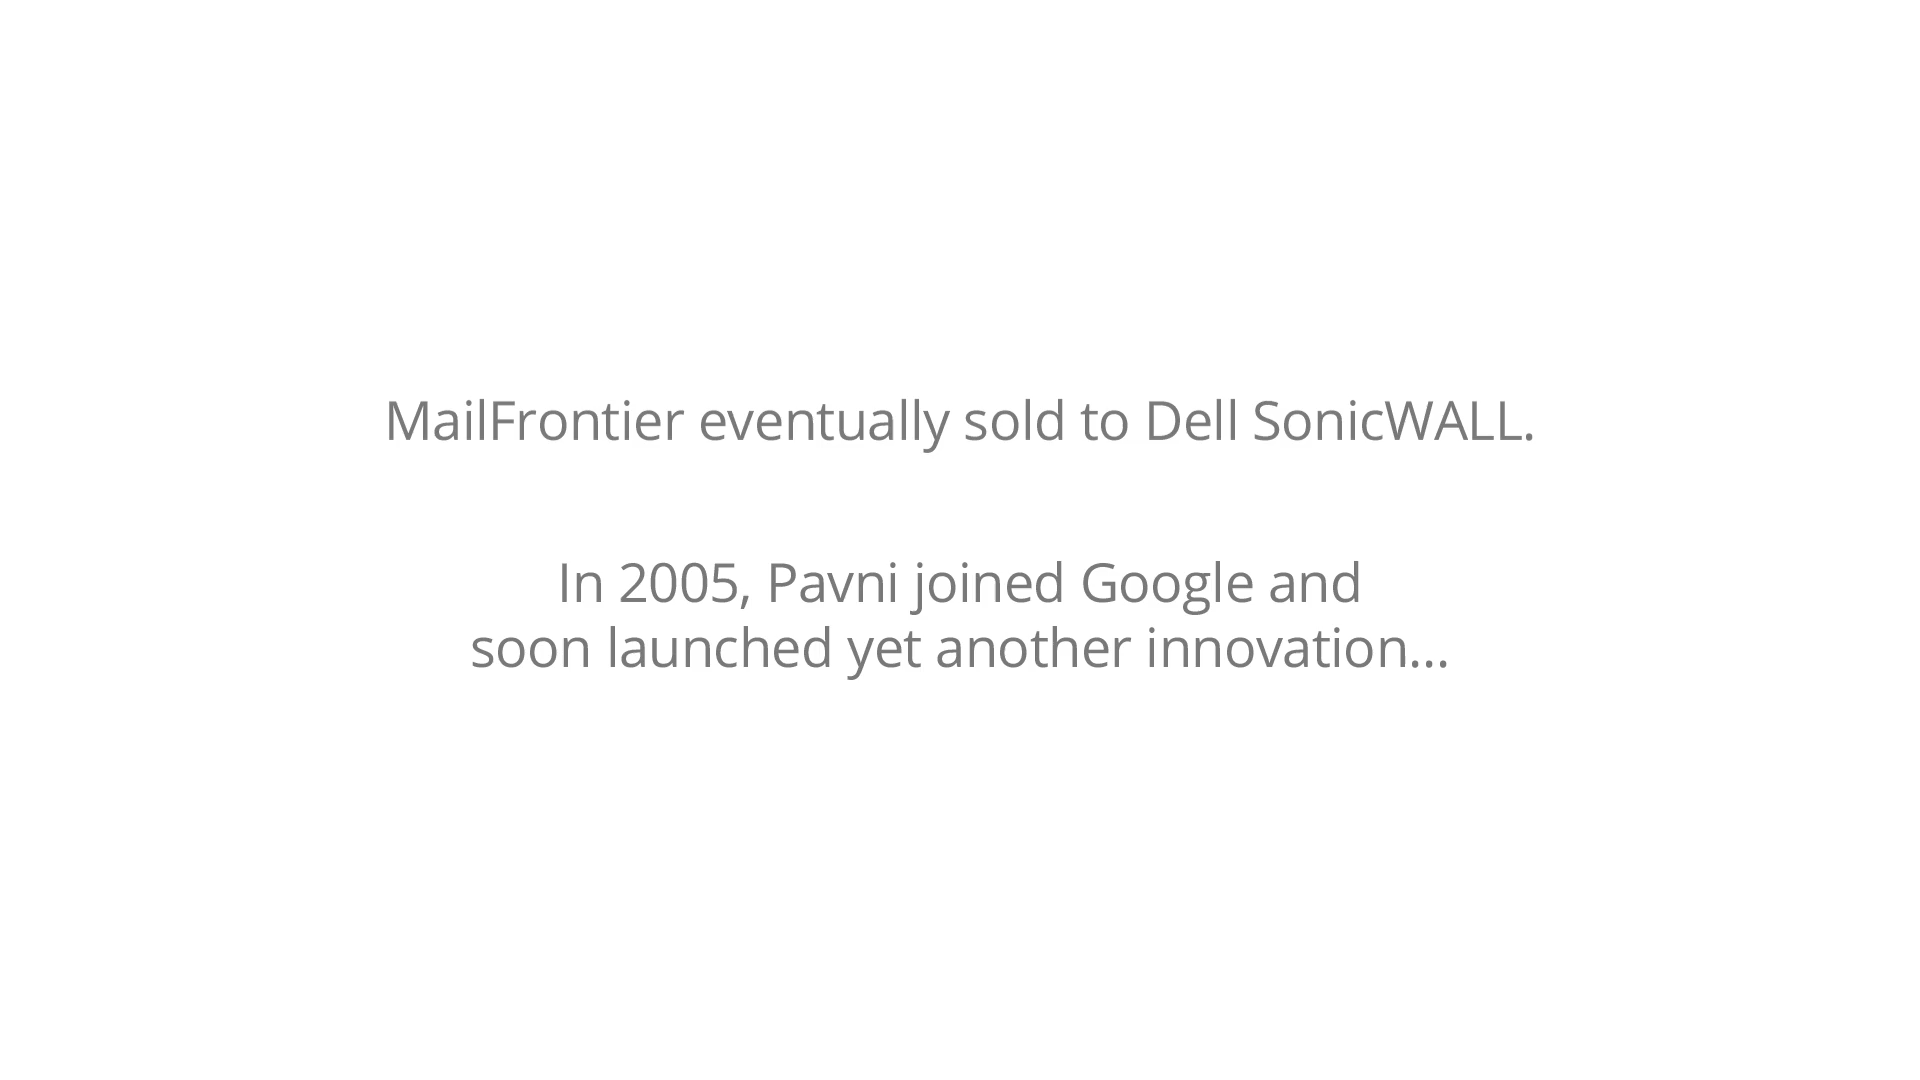 MailFrontier eventually sold to Dell SonicWALL.
In 2005, Pavni joined Google and
soon launched yet another innovation...